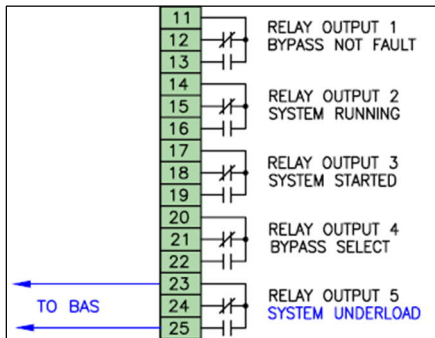 11
12
13
RELAY OUTPUT 1
BYPASS NOT FAULT
14
15
16
RELAY OUTPUT 2
SYSTEM RUNNING
17
18
19
RELAY OUTPUT 3
SYSTEM STARTED
20
21
22
RELAY OUTPUT 4
BYPASS SELECT
23
24
25
RELAY OUTPUT 5
SYSTEM UNDERLOAD
TO BAS